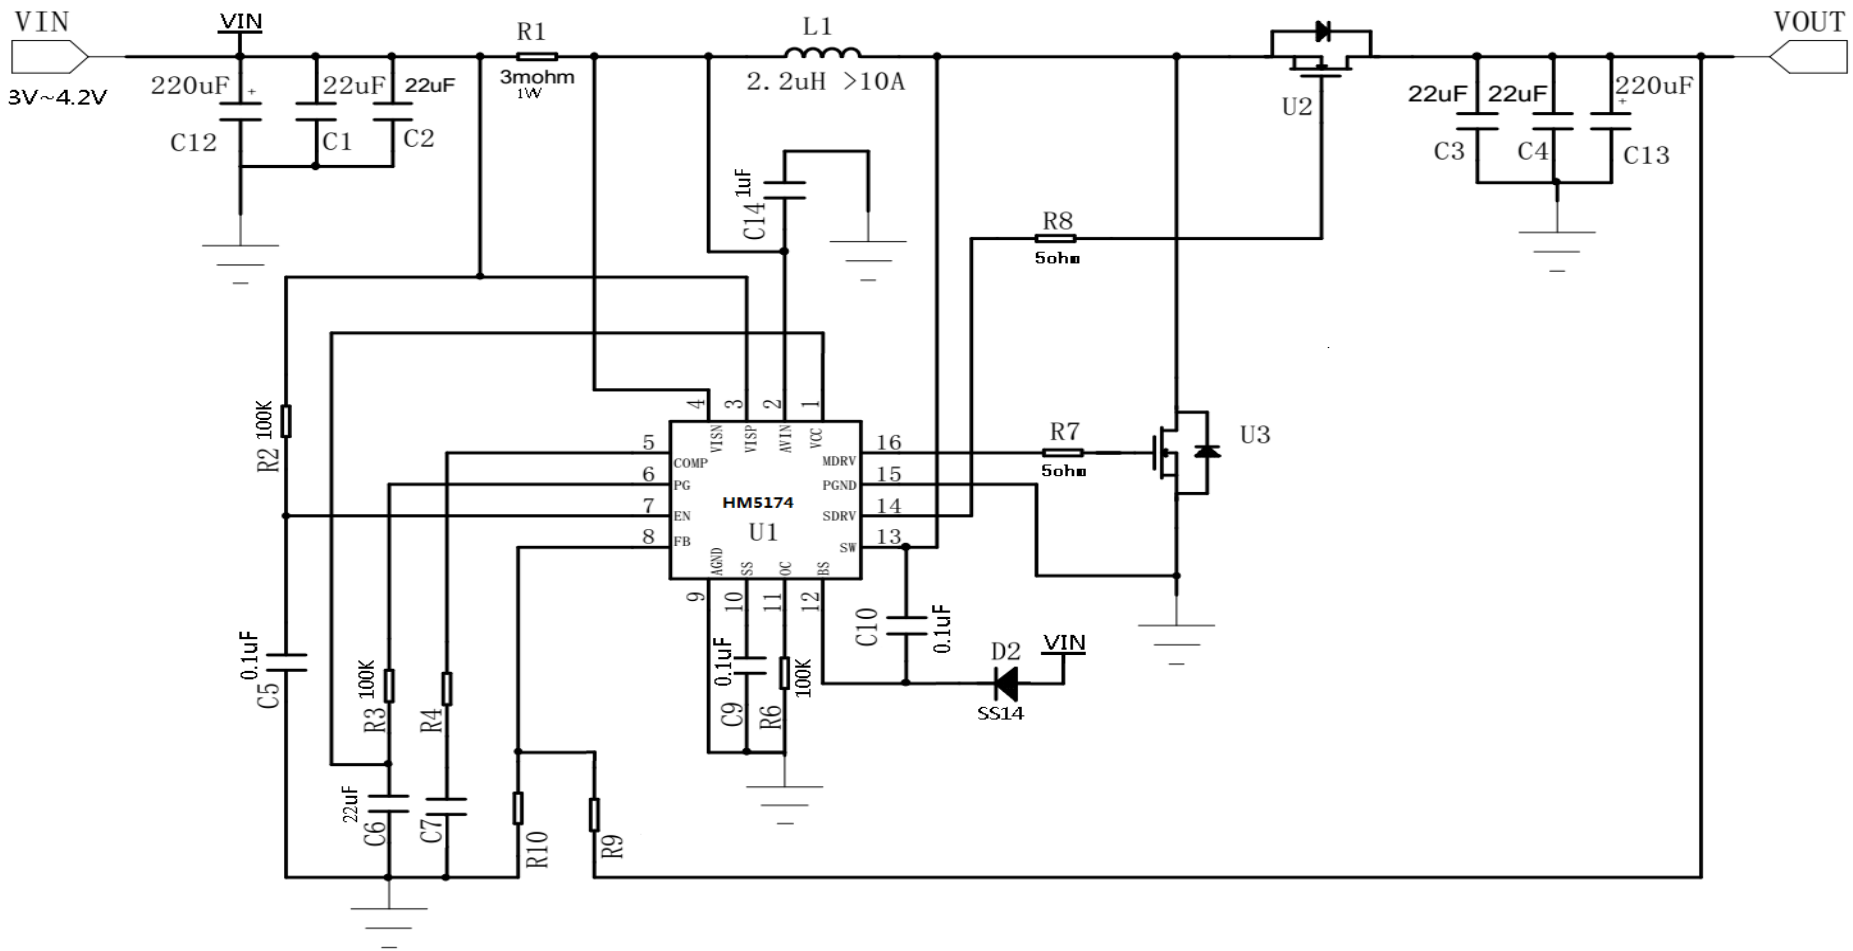 VIN
VIN
R1
L1
VOUT
3V~4.2V
220uF
+
C12
22uF
C1
22uF
C2
3mohm
1W
2.2uH >10A
U2
22uF
C3
22uF
C4
220uF
+
C13
1uF
C14
R8
5ohm
R2
100K
4
3
2
1
VISN
VISP
AVIN
VCC
5
COMP
6
PG
7
EN
8
FB
HM5174
U1
MDRV
16
PGND
15
SDRV
14
SW
13
R7
5ohm
U3
AGND
SS
OC
BS
9
10
11
12
0.1uF
C5
100K
R3
R4
0.1uF
C9
R6
100K
C10
0.1uF
D2
SS14
VIN
22uF
C6
C7
R10
R9